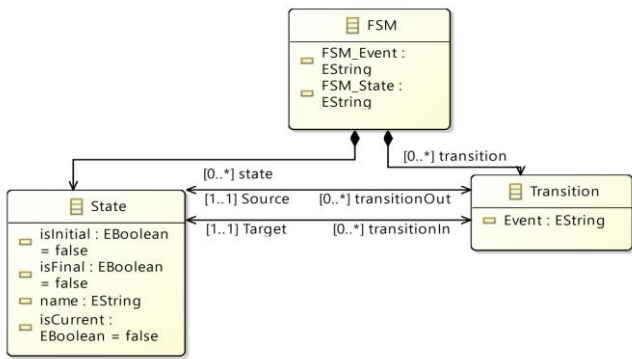 FSM
FSM_Event :
EString
FSM_State :
EString
[0..*] state
[0..*] transition
State
isInitial : EBoolean
= false
isFinal : EBoolean
= false
name : EString
isCurrent :
EBoolean = false
[1..1] Source
[0..*] transitionOut
[1..1] Target
[0..*] transitionIn
Transition
Event : EString